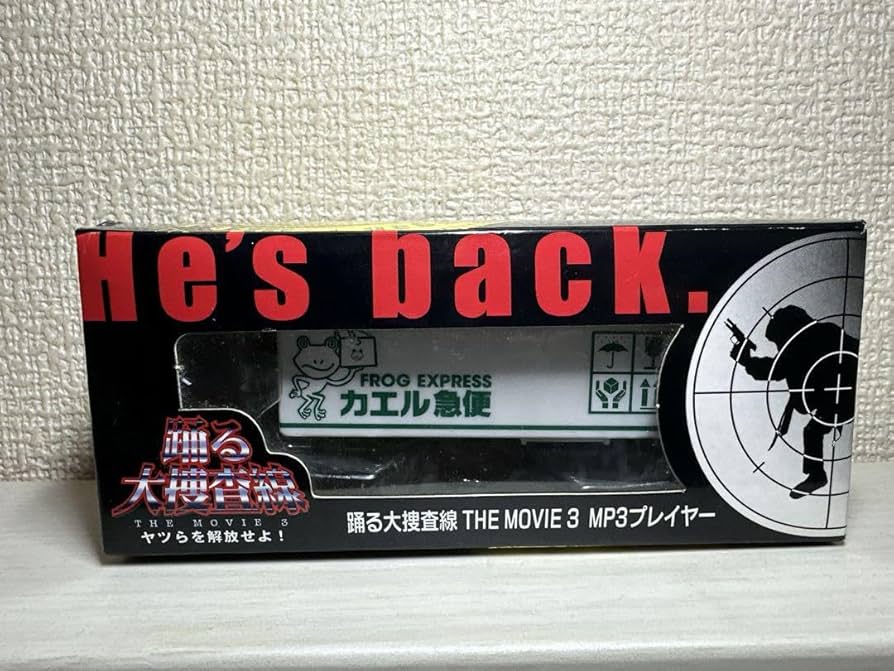 He's back.
FROG EXPRESS
カエル急便
踊る
大捜査線
THE MOVIE 3
ヤツらを解放せよ!
踊る大捜査線 THE MOVIE 3 MP3プレイヤー